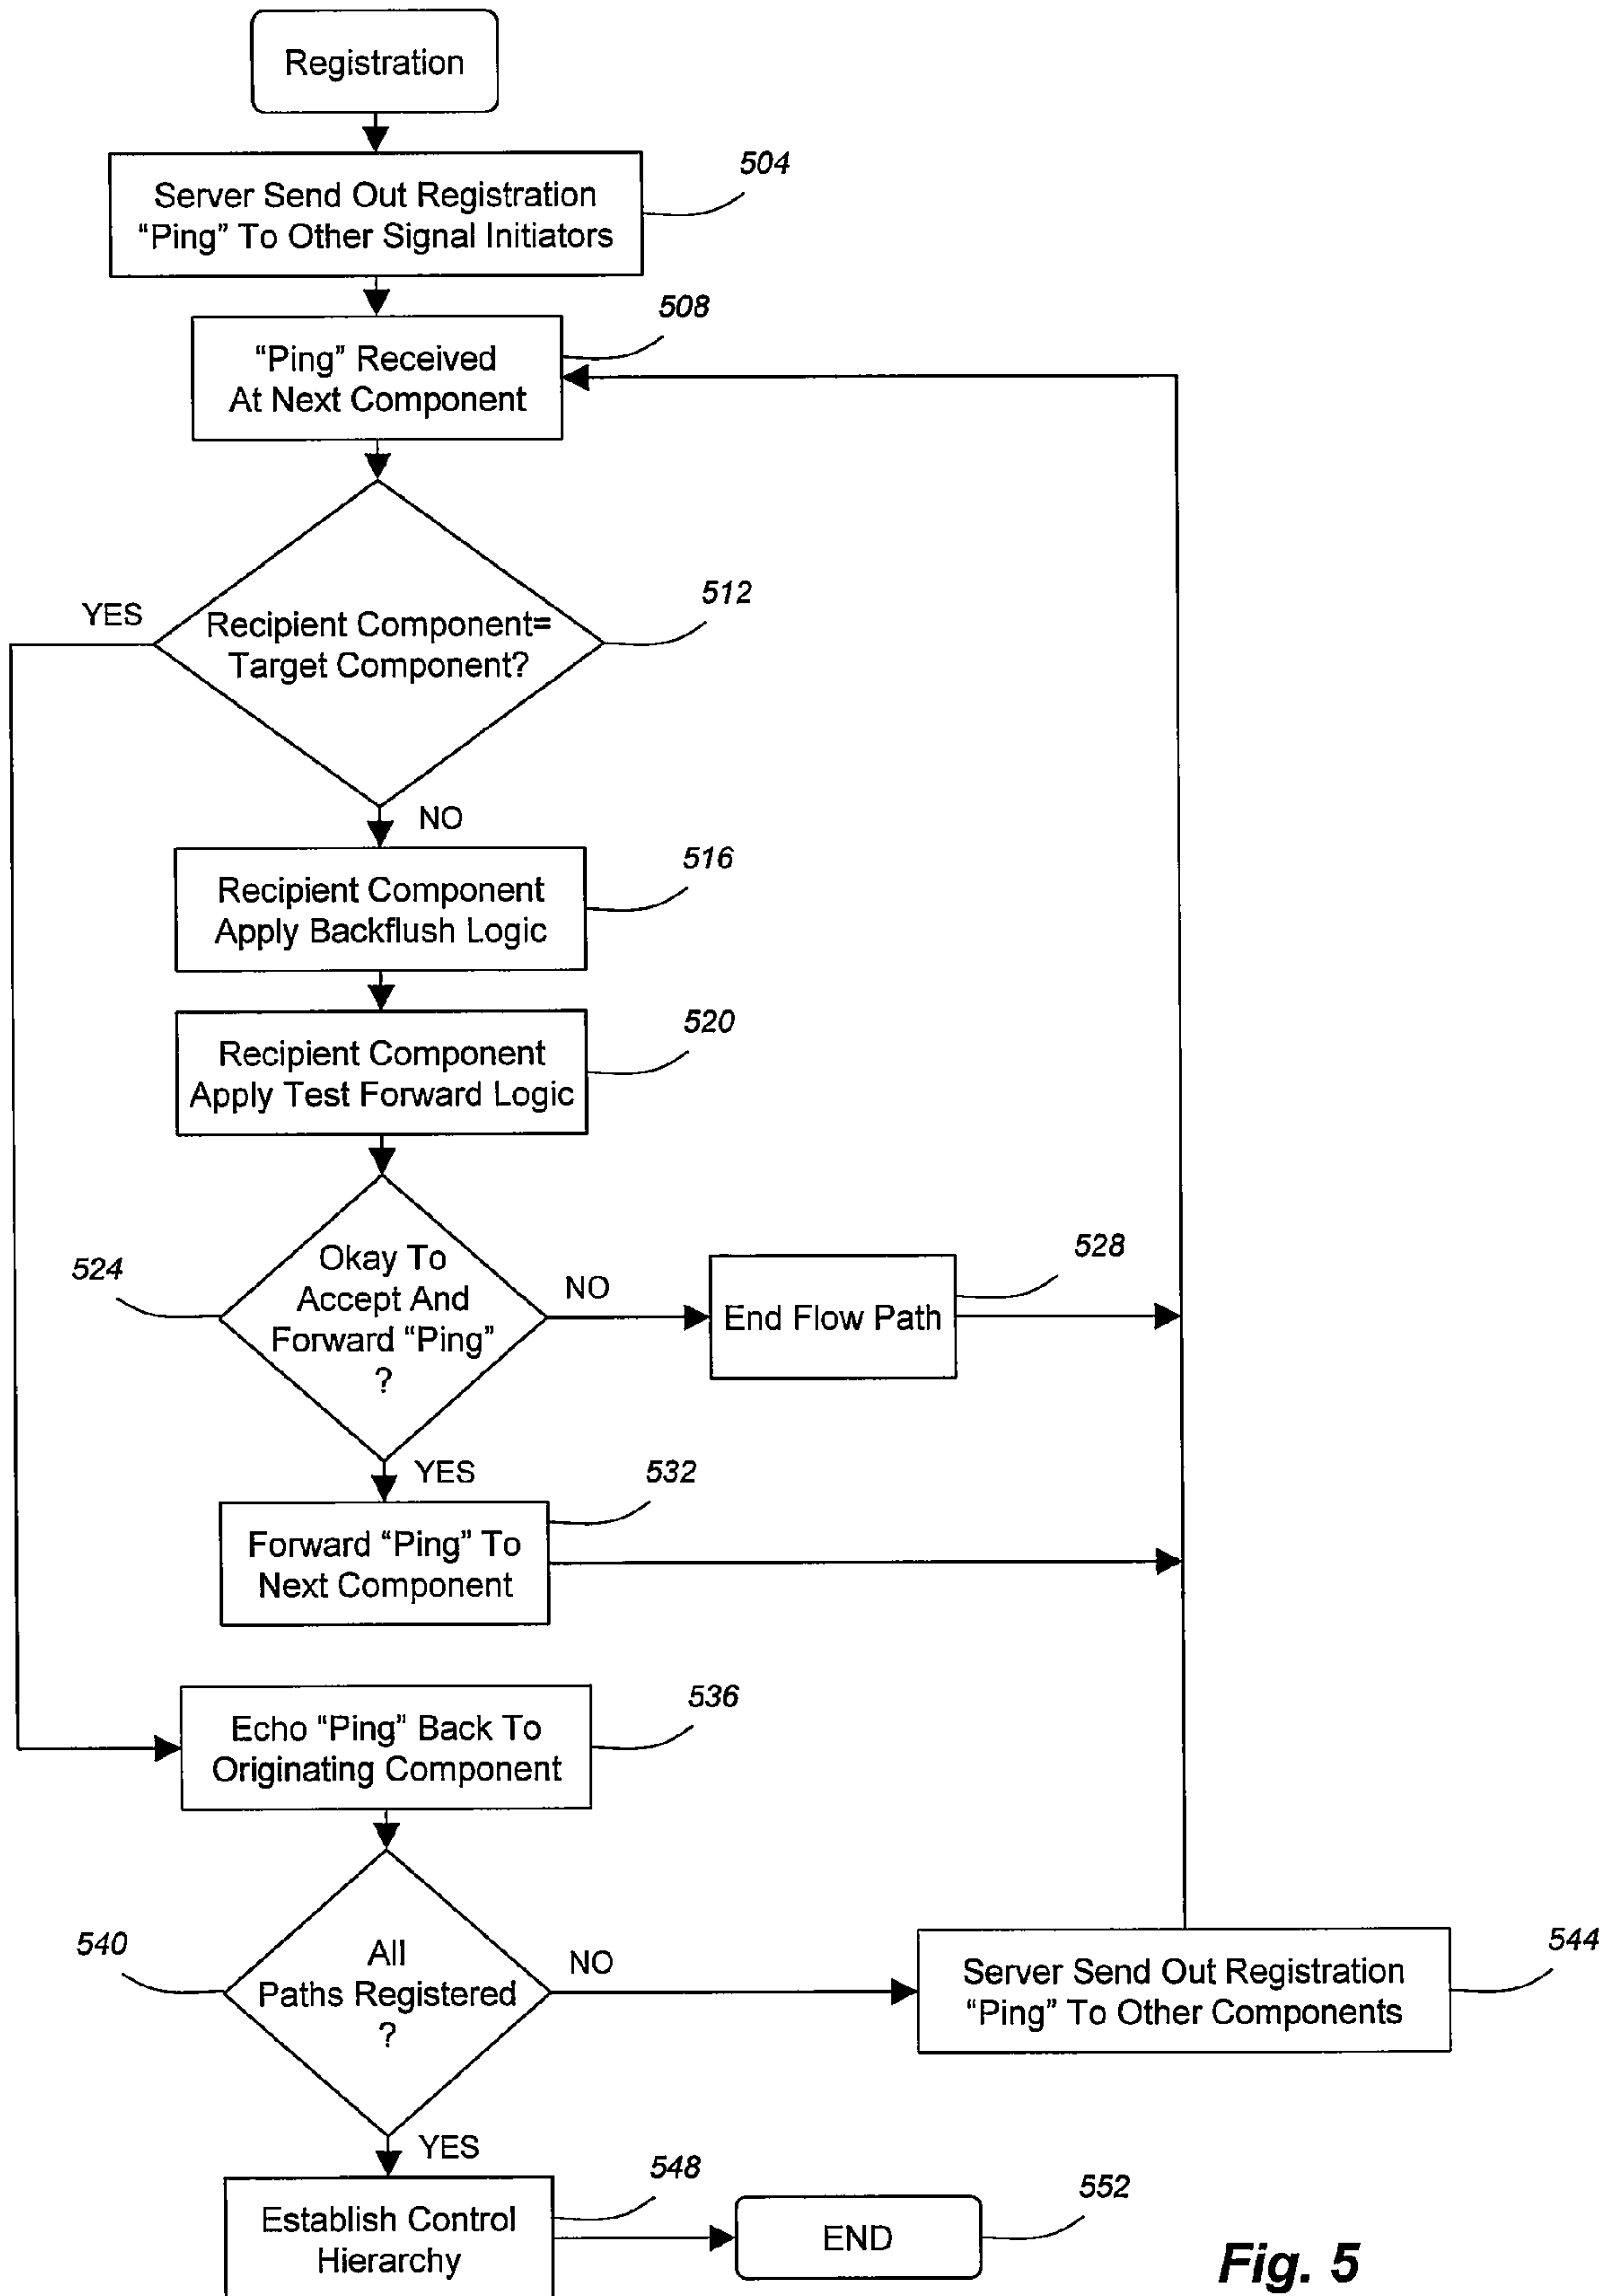 Registration
504
Server Send Out Registration
“Ping” To Other Signal Initiators
508
“Ping” Received
At Next Component
512
YES
Recipient Component=
Target Component?
NO
516
Recipient Component
Apply Backflush Logic
520
Recipient Component
Apply Test Forward Logic
524
Okay To
Accept And
Forward “Ping”
?
NO
528
End Flow Path
YES
532
Forward “Ping” To
Next Component
536
Echo “Ping” Back To
Originating Component
540
All
Paths Registered
?
NO
544
Server Send Out Registration
“Ping” To Other Components
YES
548
Establish Control
Hierarchy
552
END
Fig. 5